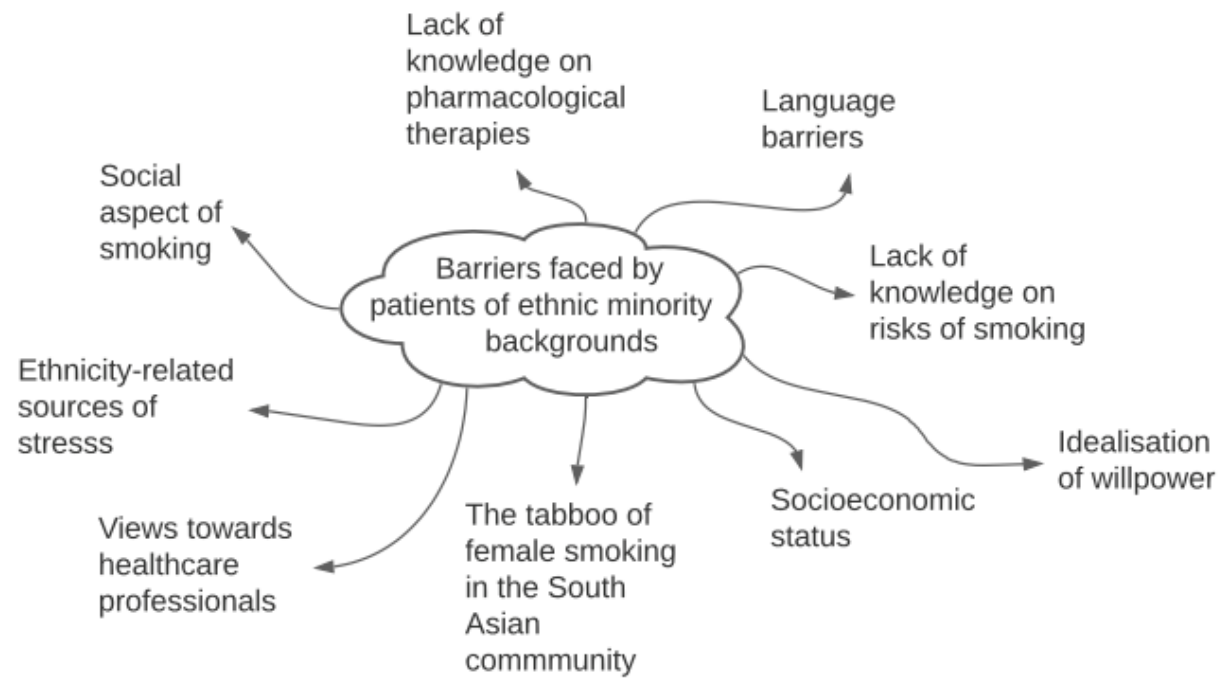 Lack of
knowledge on
pharmacological
therapies
Language
barriers
Social
aspect of
smoking
Barriers faced by
patients of ethnic minority
backgrounds
Lack of
knowledge on
risks of smoking
Ethnicity-related
sources of
stresss
Idealisation
of willpower
Views towards
healthcare
professionals
The tabboo of
female smoking
in the South
Asian
commmunity
Socioeconomic
status